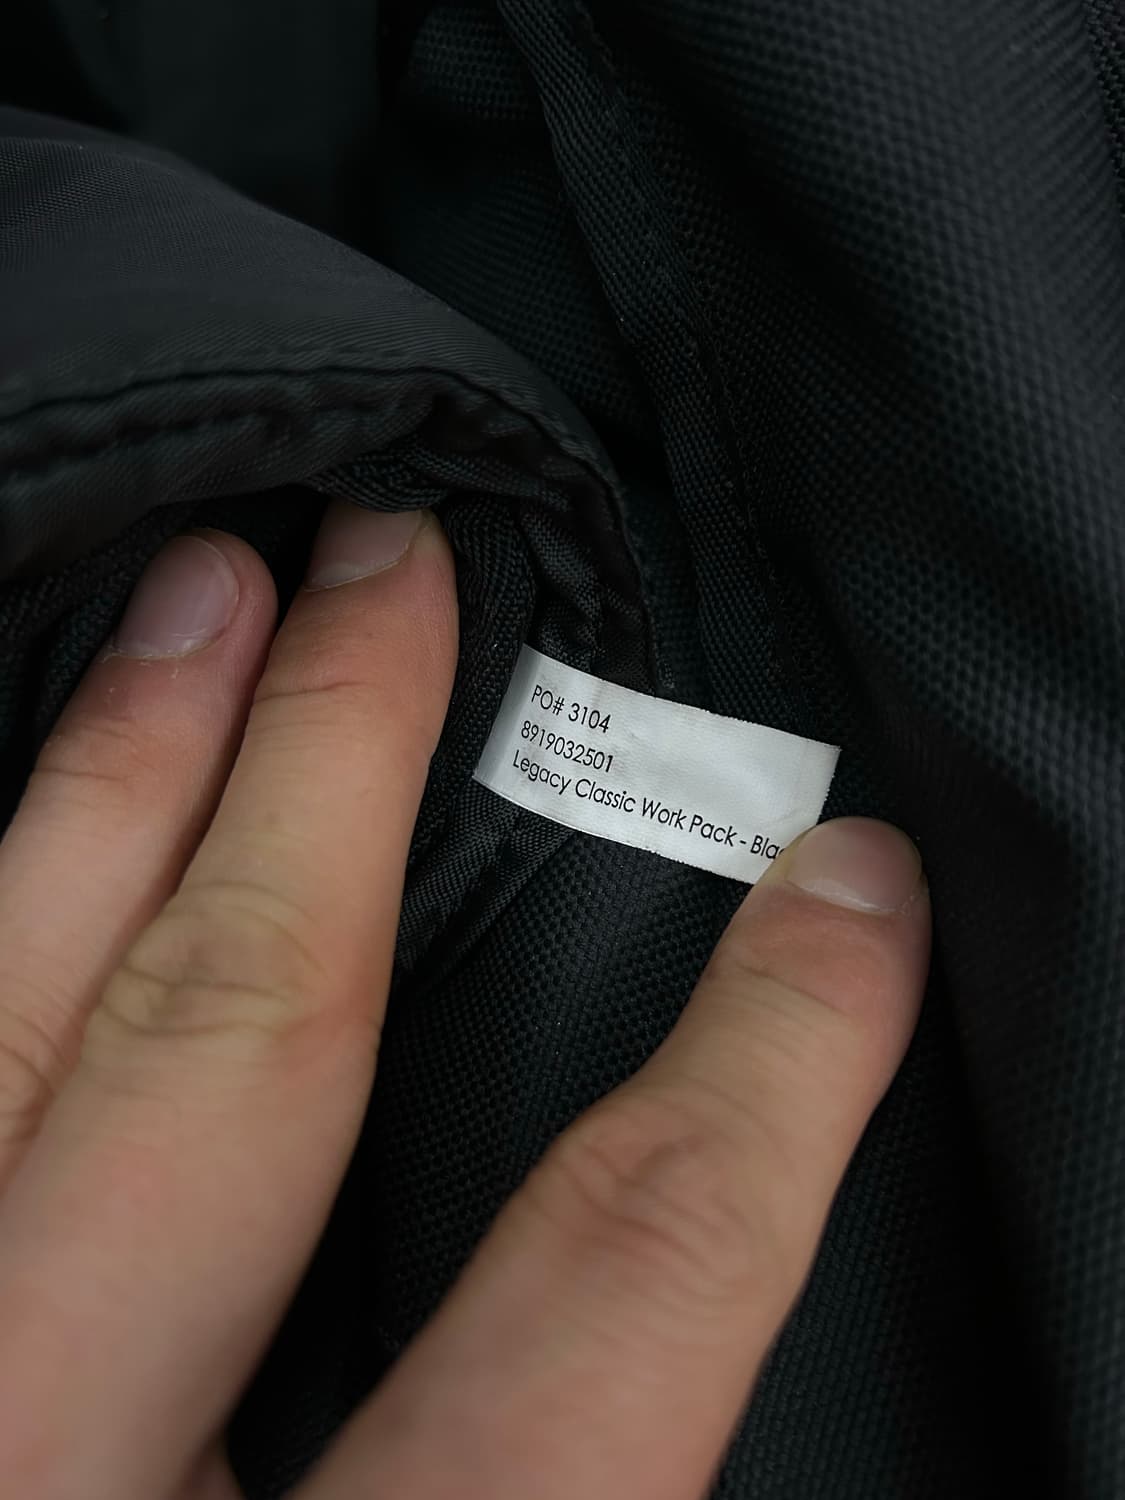 PO# 3104
8919032501
Legacy Classic Work Pack - Bla